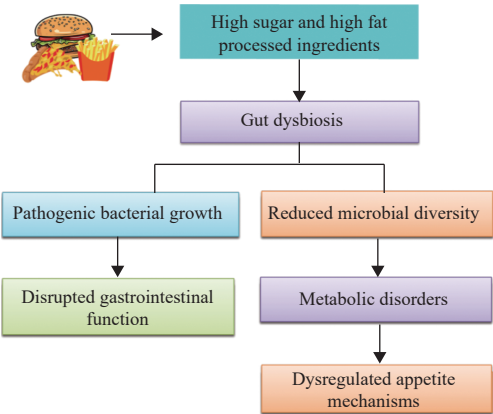 High sugar and high fat
processed ingredients
Gut dysbiosis
Pathogenic bacterial growth
Reduced microbial diversity
Disrupted gastrointestinal
function
Metabolic disorders
Dysregulated appetite
mechanisms